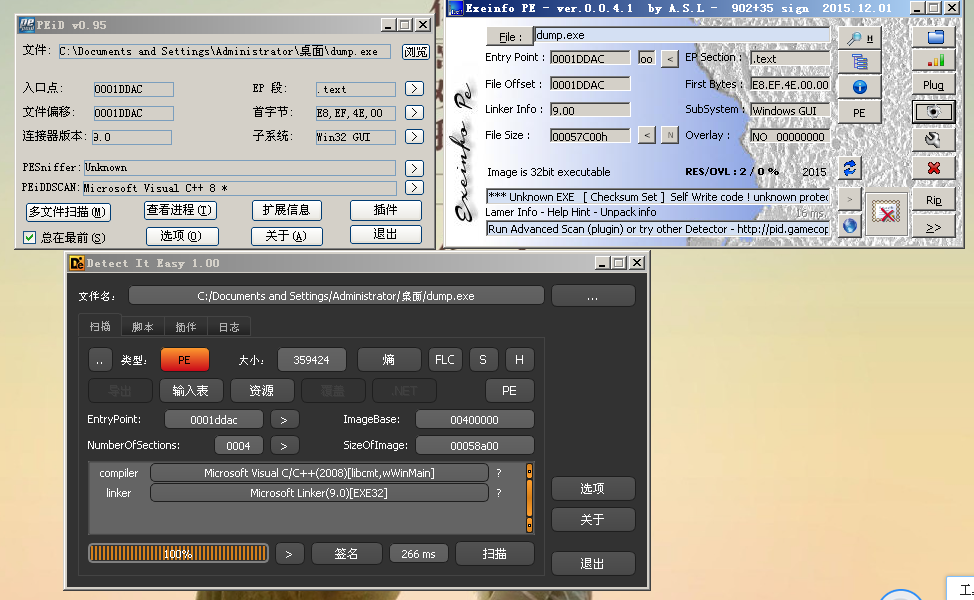 PEiD v0.95
文件: C:\Documents and Settings\Administrator\桌面\dump.exe 浏览
入口点: 0001DDAC EP 段: .text >
文件偏移: 0001DDAC 首字节: E8,EF,4E,00 >
连接器版本: 9.0 子系统: Win32 GUI >
PESniffer: Unknown >
PEiDDSCAN: Microsoft Visual C++ 8 * >
多文件扫描(M) 查看进程(T) 扩展信息 插件
总在最前(S) 选项(O) 关于(A) 退出
Exeinfo PE - ver.0.0.4.1 by A.S.L - 902+35 sign 2015.12.01
Exeinfo Pe
File : dump.exe H
Entry Point : 0001DDAC oo < EP Section : .text
File Offset : 0001DDAC First Bytes : E8.EF.4E.00.00 Plug
Linker Info : 9.00 SubSystem : Windows GUI PE
File Size : 00057C00h < N Overlay : NO 00000000
Image is 32bit executable RES/OVL : 2 / 0 % 2015
*** Unknown EXE [ Checksum Set ] Self Write code ! unknown protec > Rip
Lamer Info - Help Hint - Unpack info 16 ms.
Run Advanced Scan (plugin) or try other Detector - http://pid.gamecop >>
Detect It Easy 1.00
文件名: C:/Documents and Settings/Administrator/桌面/dump.exe ...
扫描 脚本 插件 日志
.. 类型: PE 大小: 359424 熵 FLC S H
导出 输入表 资源 覆盖 .NET PE
EntryPoint: 0001ddac > ImageBase: 00400000
NumberOfSections: 0004 > SizeOfImage: 00058a00
compiler Microsoft Visual C/C++(2008)[libcmt,wWinMain] ?
linker Microsoft Linker(9.0)[EXE32] ?
选项
关于
100% > 签名 266 ms 扫描
退出
工